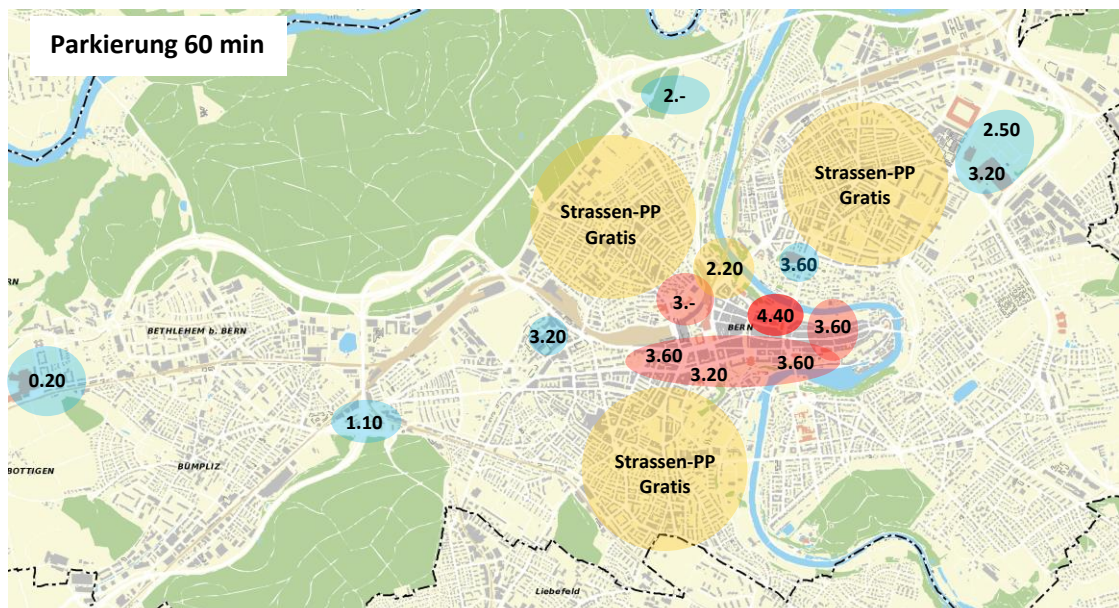 Parkierung 60 min
2.-
2.50
3.20
Strassen-PP
Gratis
Strassen-PP
Gratis
2.20
3.60
3.-
4.40
BERN
3.60
BETHLEHEM b. BERN
3.20
3.60
3.20
3.60
0.20
1.10
Strassen-PP
Gratis
BÜMPLIZ
BOTTIGEN
RN
Liebefeld